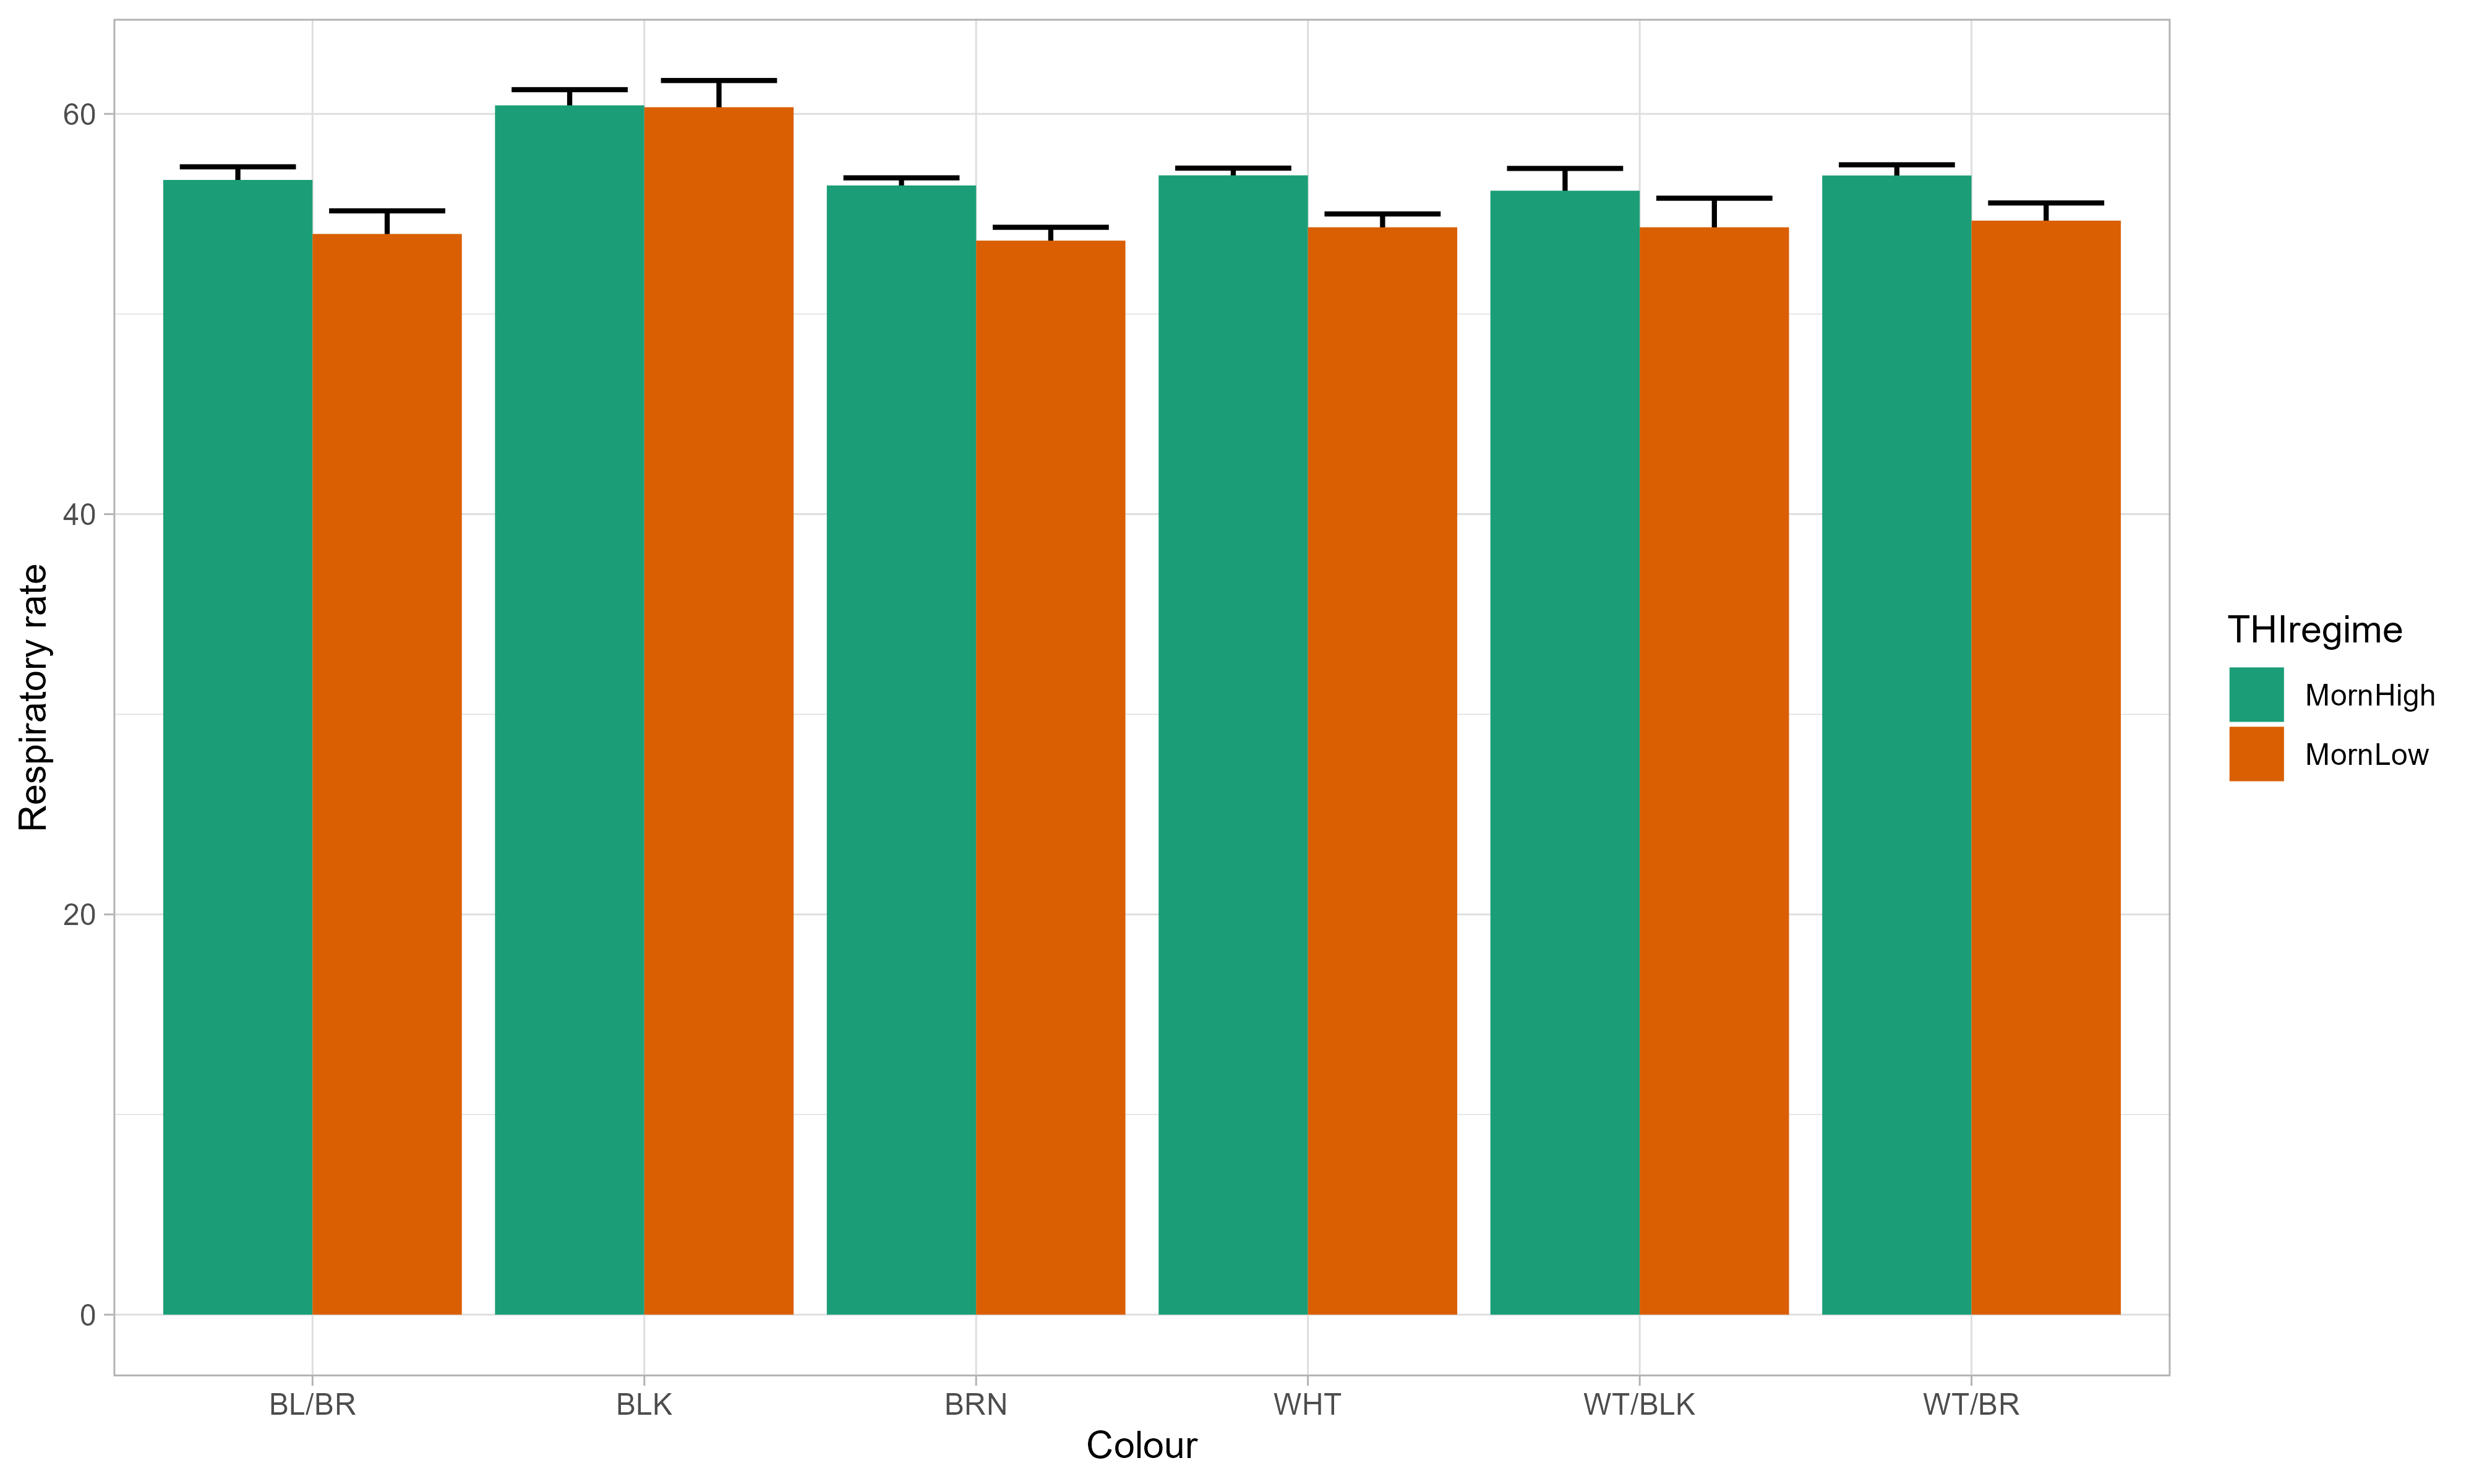 60
40
20
0
Respiratory rate
BL/BR
BLK
BRN
WHT
WT/BLK
WT/BR
Colour
THIregime
MornHigh
MornLow